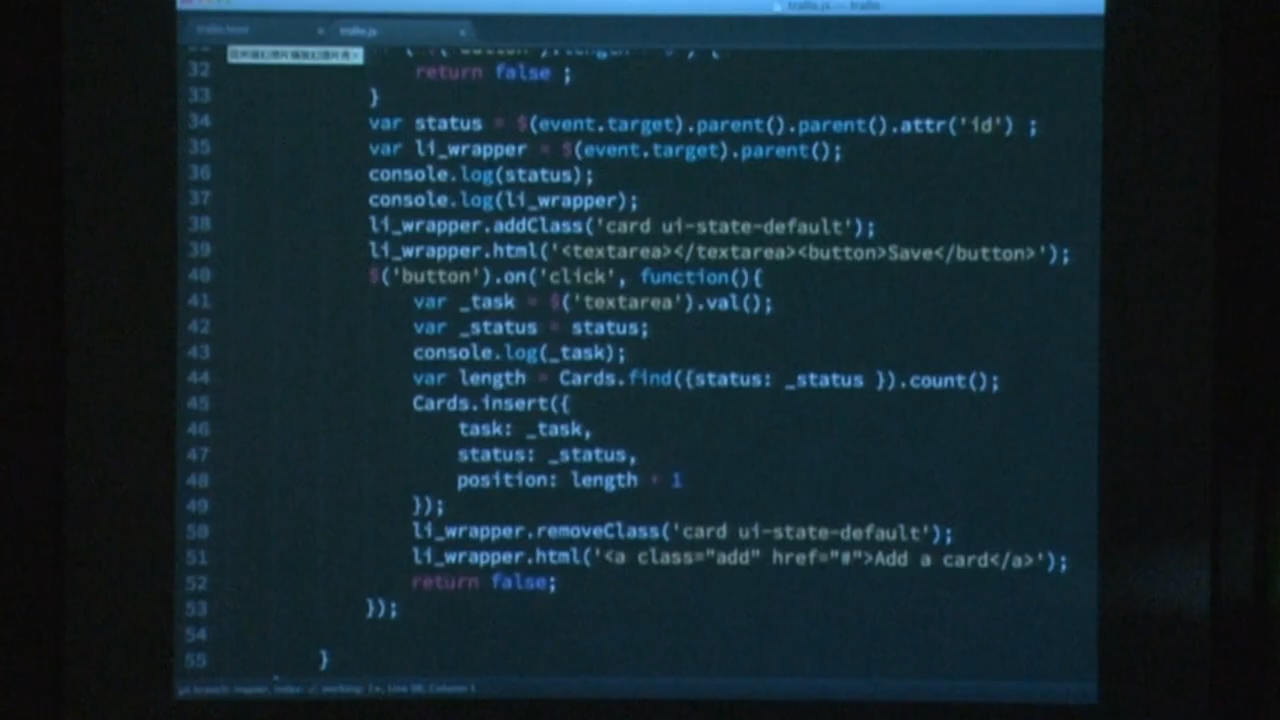 trello.js — trello
trello.html
trello.js
32 return false ;
33 }
34 var status = $(event.target).parent().parent().attr('id') ;
35 var li_wrapper = $(event.target).parent();
36 console.log(status);
37 console.log(li_wrapper);
38 li_wrapper.addClass('card ui-state-default');
39 li_wrapper.html('<textarea></textarea><button>Save</button>');
40 $('button').on('click', function(){
41 var _task = $('textarea').val();
42 var _status = status;
43 console.log(_task);
44 var length = Cards.find({status: _status }).count();
45 Cards.insert({
46 task: _task,
47 status: _status,
48 position: length + 1
49 });
50 li_wrapper.removeClass('card ui-state-default');
51 li_wrapper.html('<a class="add" href="#">Add a card</a>');
52 return false;
53 });
54
55 }